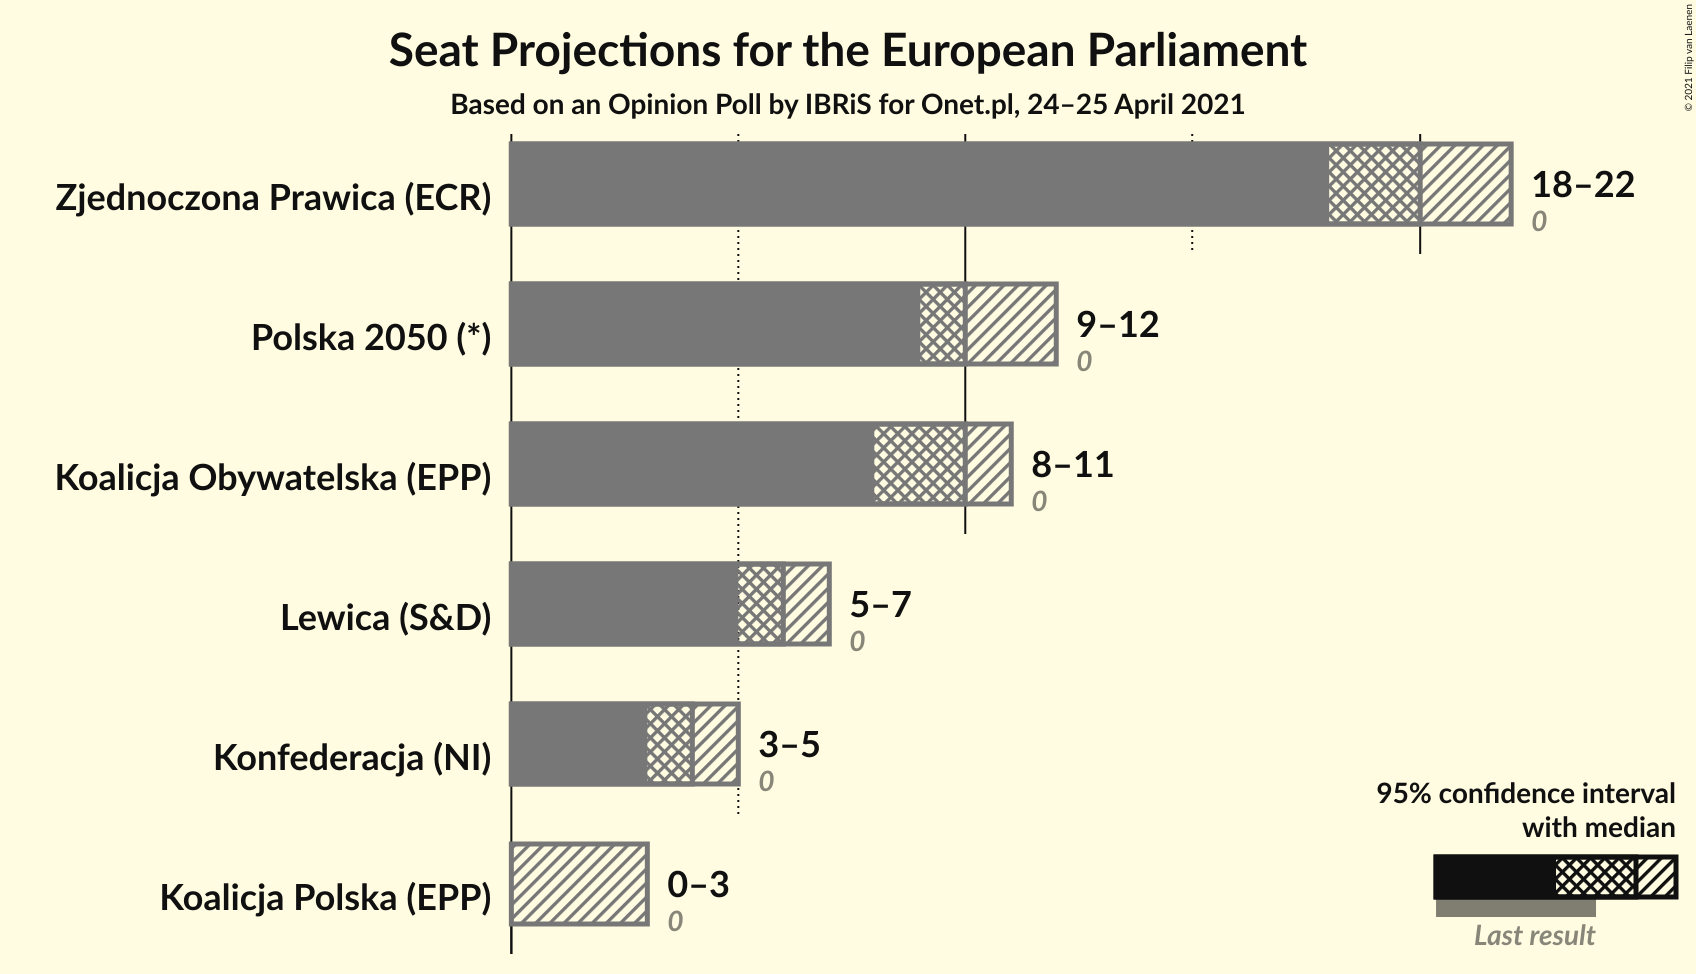 Seat Projections for the European Parliament
Based on an Opinion Poll by IBRiS for Onet.pl, 24–25 April 2021
© 2021 Filip van Laenen
Zjednoczona Prawica (ECR)
18–22
0
Polska 2050 (*)
9–12
0
Koalicja Obywatelska (EPP)
8–11
0
Lewica (S&D)
5–7
0
Konfederacja (NI)
3–5
0
Koalicja Polska (EPP)
0–3
0
95% confidence interval
with median
Last result